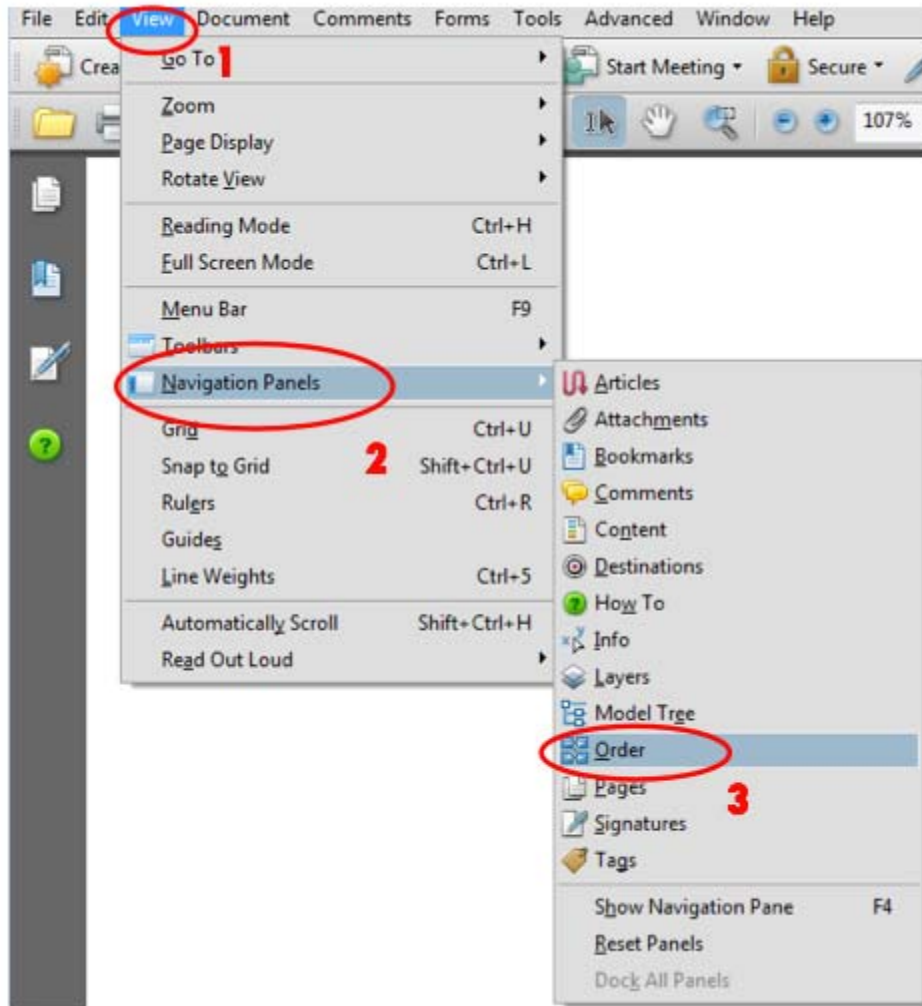 File Edit View Document Comments Forms Tools Advanced Window Help
Crea Start Meeting Secure
107%
Go To 1
Zoom
Page Display
Rotate View
Reading Mode Ctrl+H
Full Screen Mode Ctrl+L
Menu Bar F9
Toolbars
Navigation Panels
Grid Ctrl+U
2
Snap to Grid Shift+Ctrl+U
Rulers Ctrl+R
Guides
Line Weights Ctrl+5
Automatically Scroll Shift+Ctrl+H
Read Out Loud
Articles
Attachments
Bookmarks
Comments
Content
Destinations
How To
Info
Layers
Model Tree
Order
3
Pages
Signatures
Tags
Show Navigation Pane F4
Reset Panels
Dock All Panels